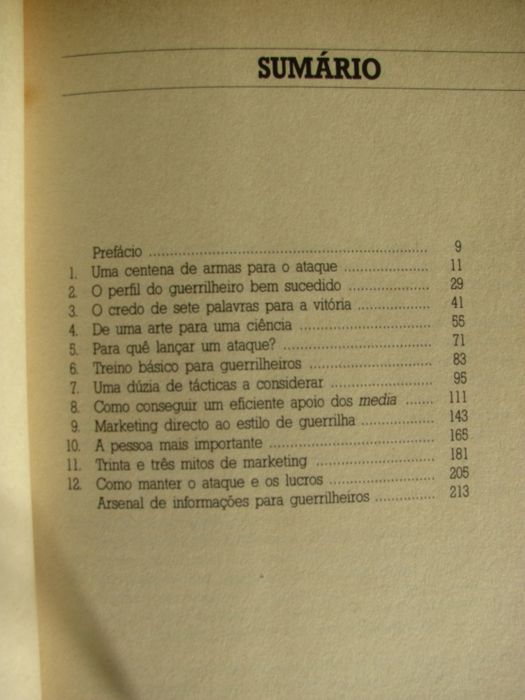 SUMÁRIO
Prefácio ........................................................................ 9
1. Uma centena de armas para o ataque ..................... 11
2. O perfil do guerrilheiro bem sucedido .................... 29
3. O credo de sete palavras para a vitória .................... 41
4. De uma arte para uma ciência .................................. 55
5. Para quê lançar um ataque? ...................................... 71
6. Treino básico para guerrilheiros ............................... 83
7. Uma dúzia de tácticas a considerar ........................... 95
8. Como conseguir um eficiente apoio dos media ....... 111
9. Marketing directo ao estilo de guerrilha .................. 143
10. A pessoa mais importante ......................................... 165
11. Trinta e três mitos de marketing .............................. 181
12. Como manter o ataque e os lucros ........................... 205
Arsenal de informações para guerrilheiros ................ 213